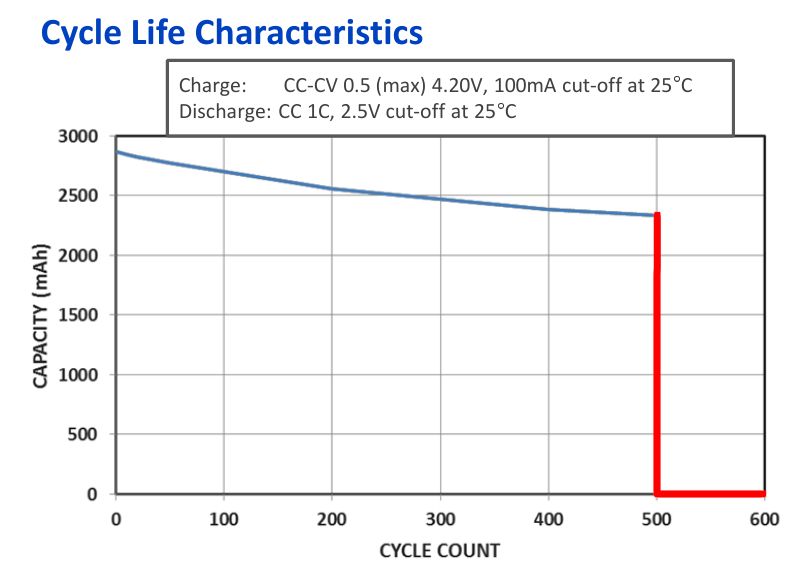 Cycle Life Characteristics
Charge: CC-CV 0.5 (max) 4.20V, 100mA cut-off at 25°C
Discharge: CC 1C, 2.5V cut-off at 25°C
3000
2500
2000
1500
1000
500
0
CAPACITY (mAh)
0 100 200 300 400 500 600
CYCLE COUNT